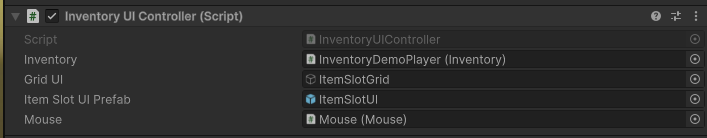 Inventory UI Controller (Script)
Script InventoryUIController
Inventory InventoryDemoPlayer (Inventory)
Grid UI ItemSlotGrid
Item Slot UI Prefab ItemSlotUI
Mouse Mouse (Mouse)